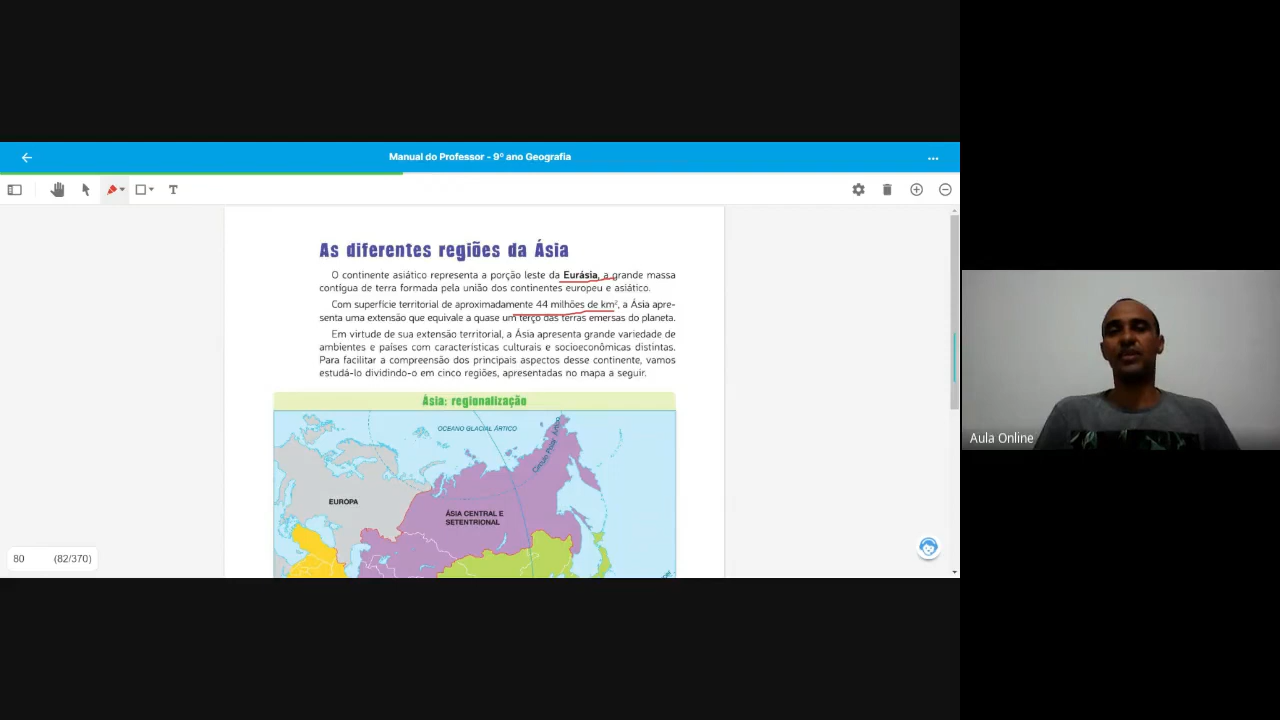 Manual do Professor - 9º ano Geografia
...
T
As diferentes regiões da Ásia
O continente asiático representa a porção leste da Eurásia, a grande massa
contígua de terra formada pela união dos continentes europeu e asiático.
Com superfície territorial de aproximadamente 44 milhões de km², a Ásia apre-
senta uma extensão que equivale a quase um terço das terras emersas do planeta.
Em virtude de sua extensão territorial, a Ásia apresenta grande variedade de
ambientes e países com características culturais e socioeconômicas distintas.
Para facilitar a compreensão dos principais aspectos desse continente, vamos
estudá-lo dividindo-o em cinco regiões, apresentadas no mapa a seguir.
Ásia: regionalização
OCEANO GLACIAL ÁRTICO
Círculo Polar Ártico
EUROPA
ÁSIA CENTRAL E
SETENTRIONAL
80 (82/370)
Aula Online